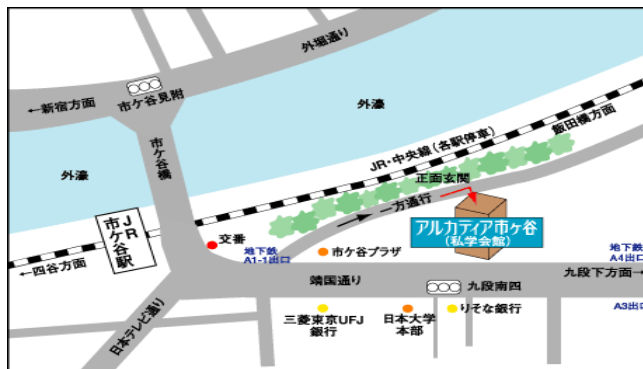 外堀通り
←新宿方面
市ケ谷見附
外濠
外濠
飯田橋方面
JR・中央線（各駅停車）
市ケ谷橋
外濠
正面玄関
一方通行
JR
市ケ谷駅
アルカディア市ヶ谷
（私学会館）
交番
地下鉄
A1-1出口
市ケ谷プラザ
地下鉄
A4出口
←四谷方面
靖国通り
九段南四
九段下方面→
日本テレビ通り
三菱東京UFJ
銀行
日本大学
本部
りそな銀行
A3出口